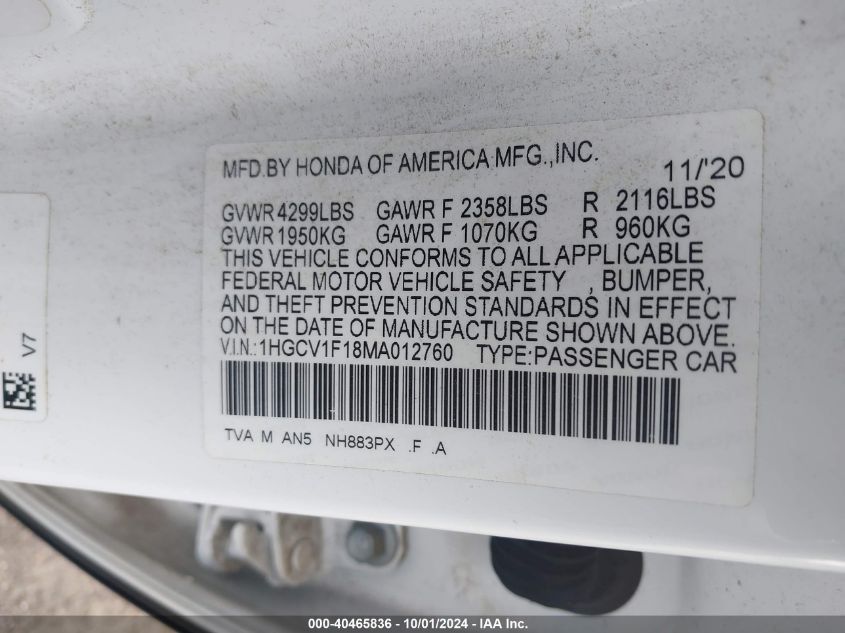 MFD.BY HONDA OF AMERICA MFG.,INC. 11/'20
GVWR 4299LBS GAWR F 2358LBS R 2116LBS
GVWR 1950KG GAWR F 1070KG R 960KG
THIS VEHICLE CONFORMS TO ALL APPLICABLE
FEDERAL MOTOR VEHICLE SAFETY , BUMPER,
AND THEFT PREVENTION STANDARDS IN EFFECT
ON THE DATE OF MANUFACTURE SHOWN ABOVE.
V.I.N.:1HGCV1F18MA012760 TYPE:PASSENGER CAR
TVA M AN5 NH883PX .F .A
V7
000-40465836 - 10/01/2024 - IAA Inc.